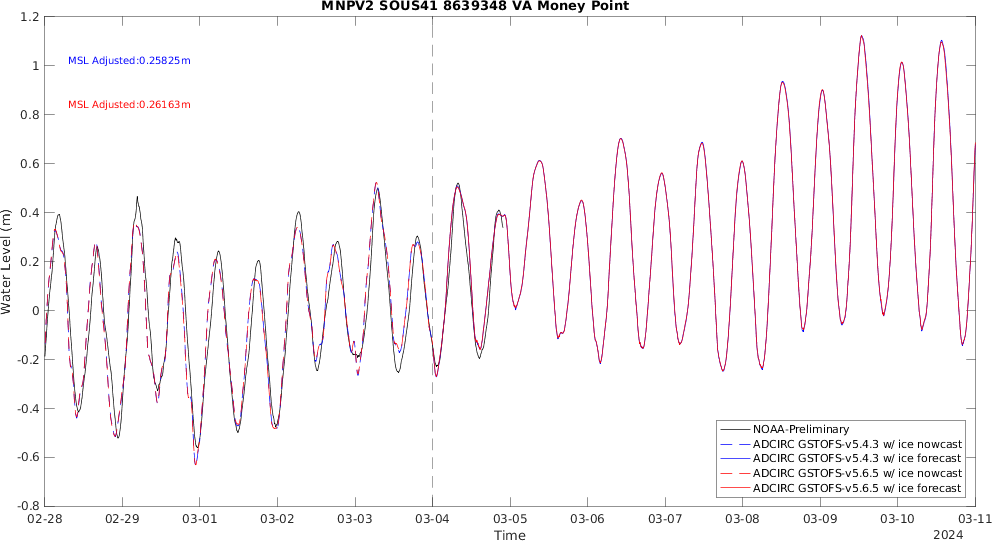 MNPV2 SOUS41 8639348 VA Money Point
1.2
1
0.8
0.6
0.4
0.2
0
-0.2
-0.4
-0.6
-0.8
Water Level (m)
MSL Adjusted:0.25825m
MSL Adjusted:0.26163m
NOAA-Preliminary
ADCIRC GSTOFS-v5.4.3 w/ ice nowcast
ADCIRC GSTOFS-v5.4.3 w/ ice forecast
ADCIRC GSTOFS-v5.6.5 w/ ice nowcast
ADCIRC GSTOFS-v5.6.5 w/ ice forecast
02-28 02-29 03-01 03-02 03-03 03-04 03-05 03-06 03-07 03-08 03-09 03-10 03-11
Time
2024